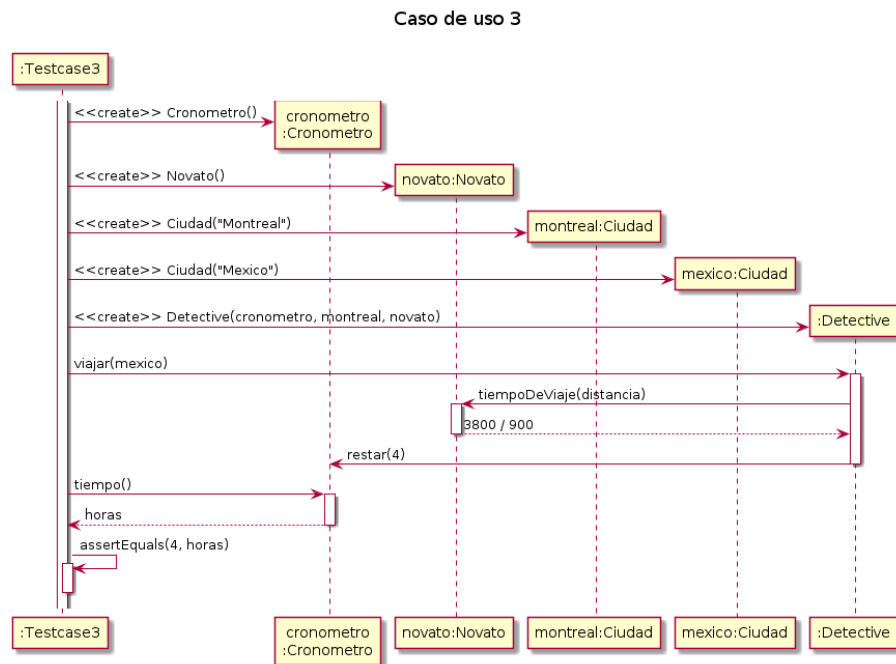 Caso de uso 3
:Testcase3
<<create>> Cronometro()
cronometro
:Cronometro
<<create>> Novato()
novato:Novato
<<create>> Ciudad("Montreal")
montreal:Ciudad
<<create>> Ciudad("Mexico")
mexico:Ciudad
<<create>> Detective(cronometro, montreal, novato)
:Detective
viajar(mexico)
tiempoDeViaje(distancia)
3800 / 900
restar(4)
tiempo()
horas
assertEquals(4, horas)
:Testcase3
cronometro
:Cronometro
novato:Novato
montreal:Ciudad
mexico:Ciudad
:Detective